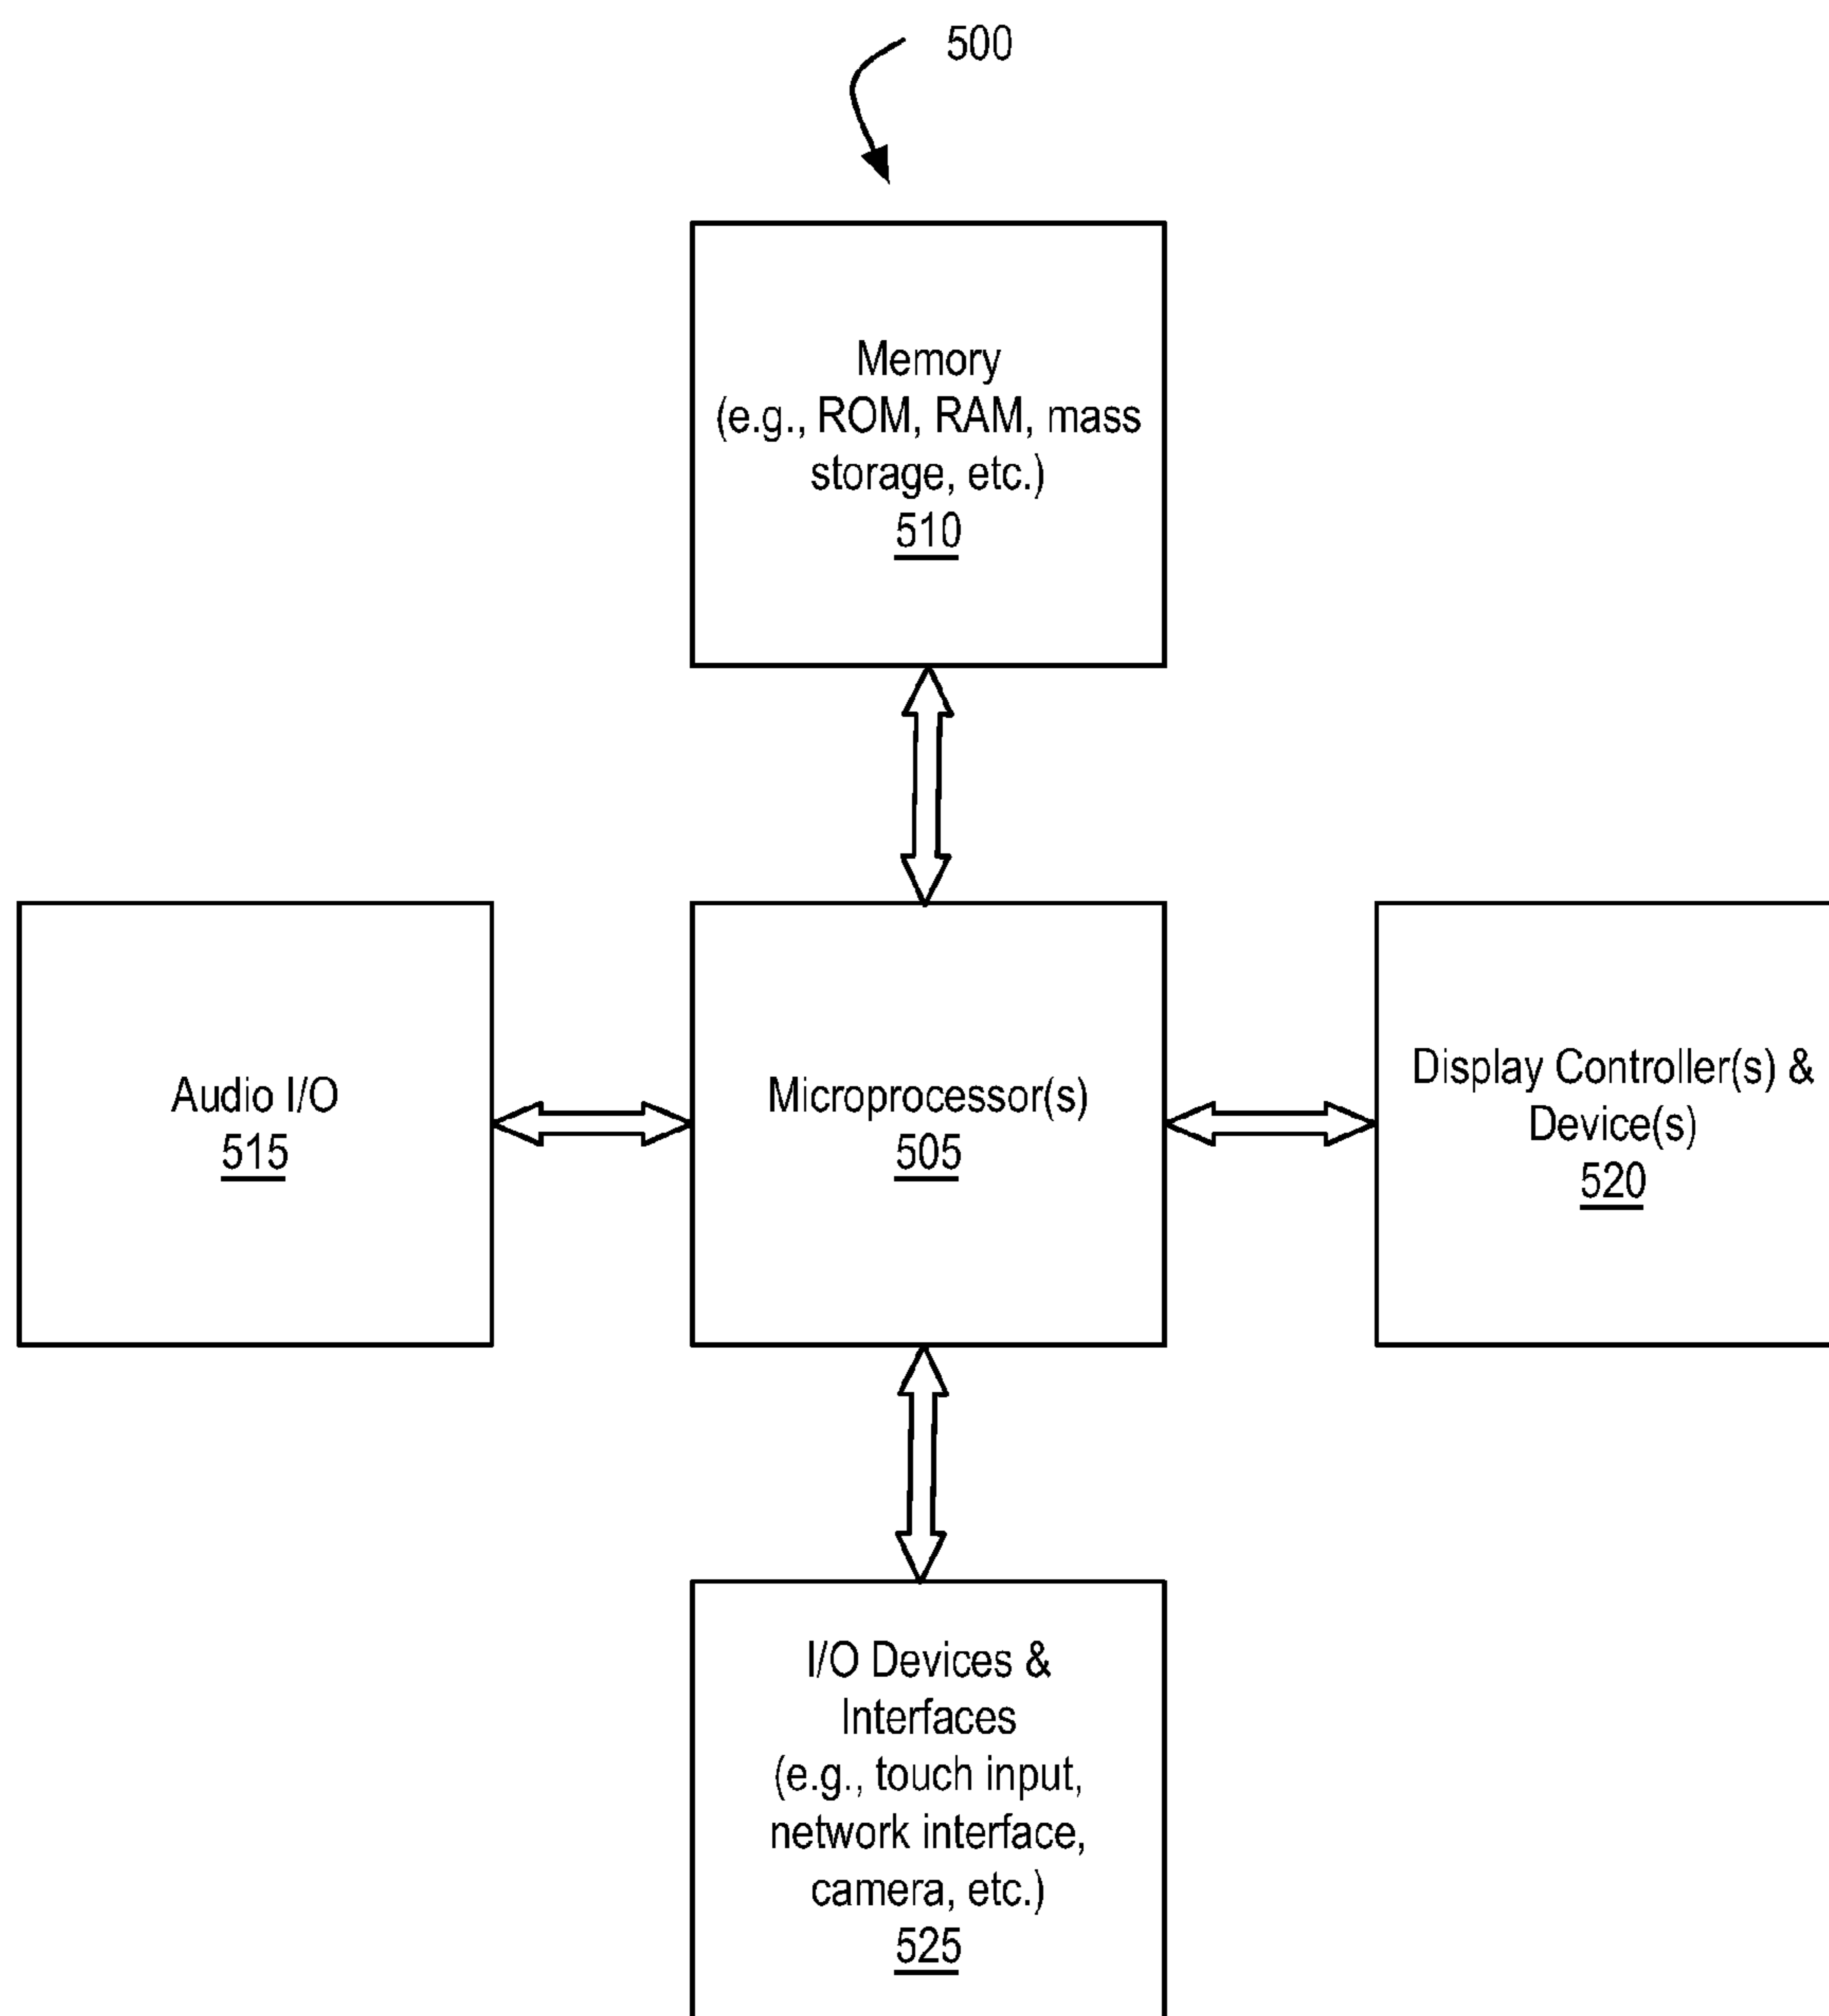 500
Memory
(e.g., ROM, RAM, mass
storage, etc.)
510
Audio I/O
515
Microprocessor(s)
505
Display Controller(s) &
Device(s)
520
I/O Devices &
Interfaces
(e.g., touch input,
network interface,
camera, etc.)
525